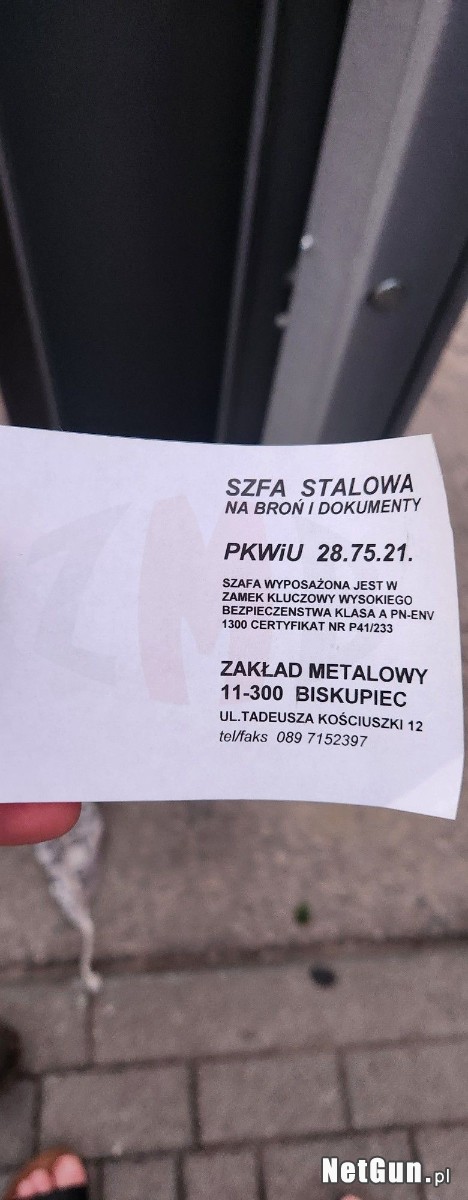 SZFA STALOWA
NA BROŃ I DOKUMENTY
PKWiU 28.75.21.
SZAFA WYPOSAŻONA JEST W
ZAMEK KLUCZOWY WYSOKIEGO
BEZPIECZENSTWA KLASA A PN-ENV
1300 CERTYFIKAT NR P41/233
ZAKŁAD METALOWY
11-300 BISKUPIEC
UL.TADEUSZA KOŚCIUSZKI 12
tel/faks 089 7152397
NetGun.pl